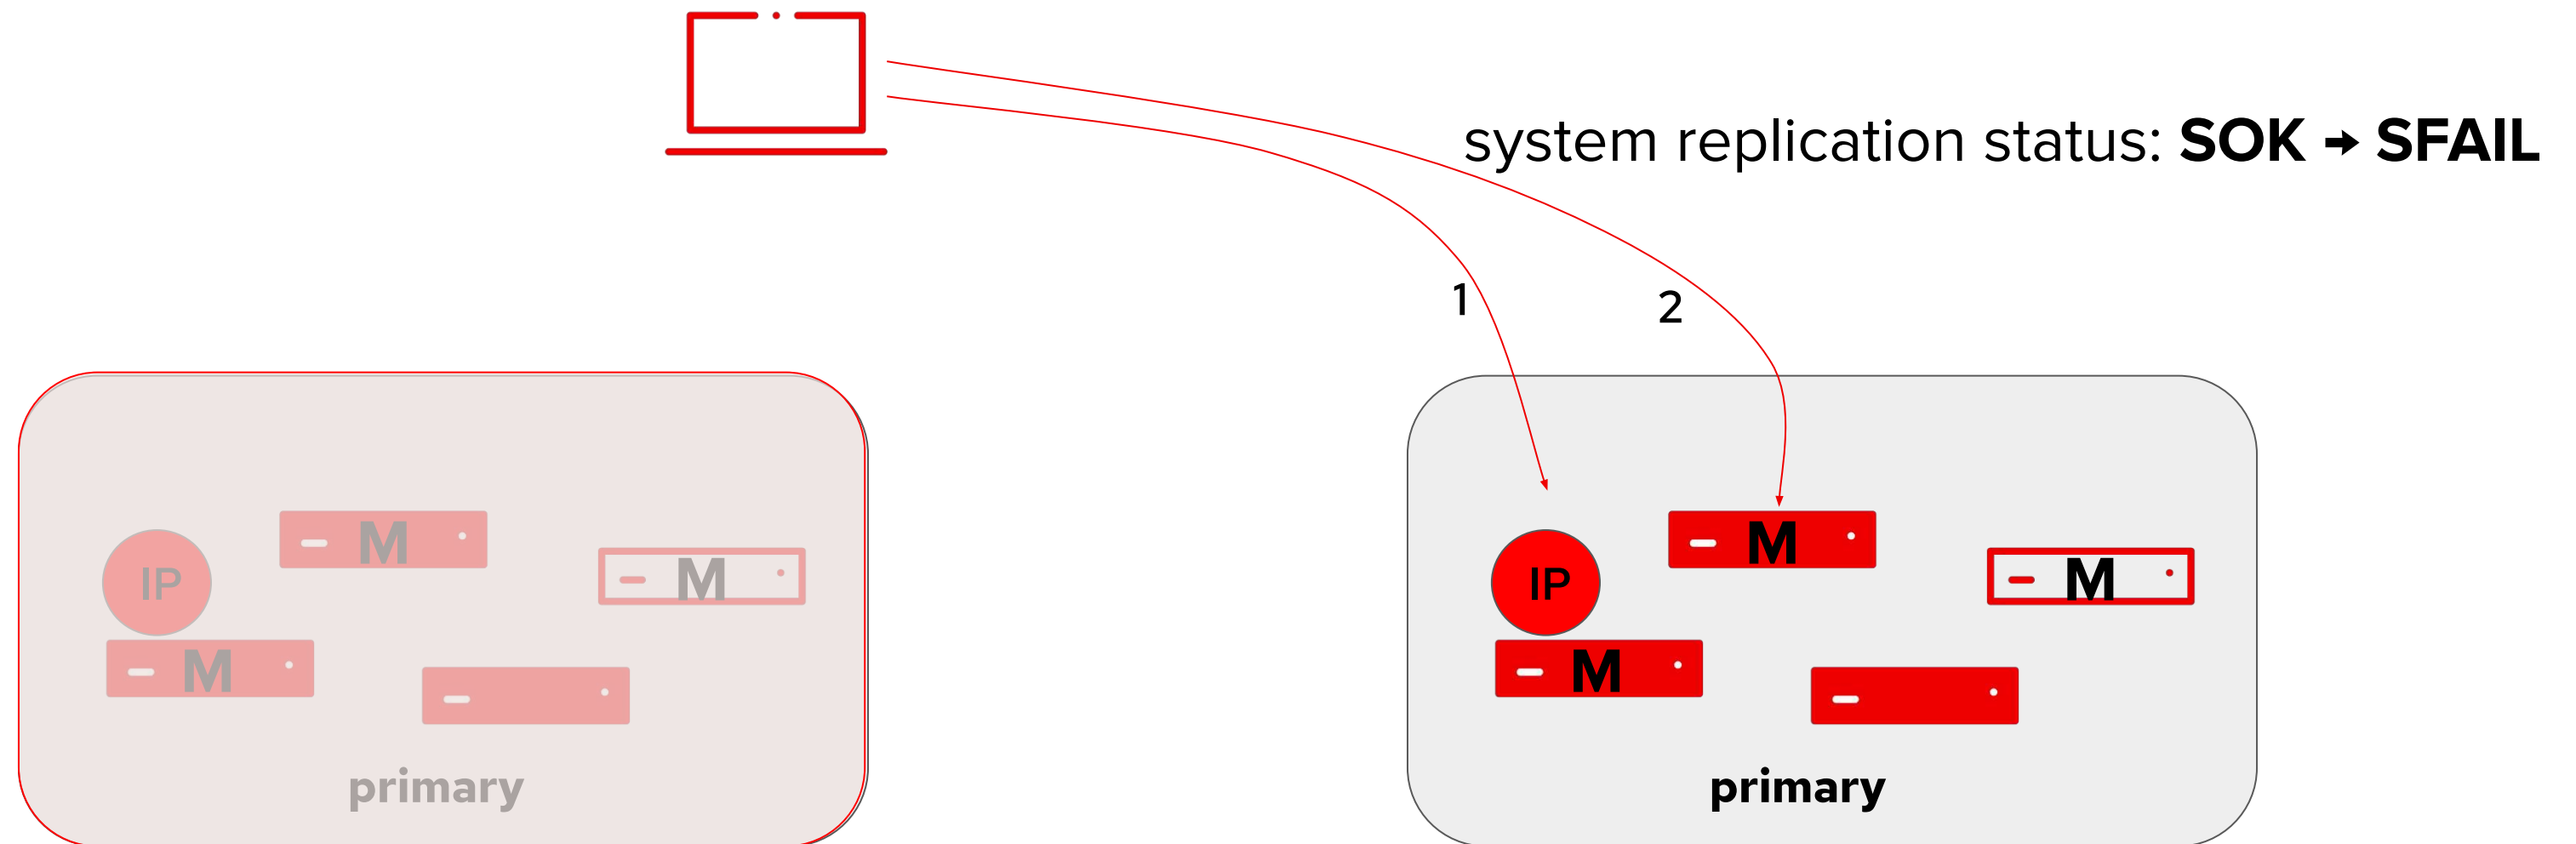 system replication status: SOK → SFAIL
1
2
M
IP
M
M
primary
M
IP
M
M
primary